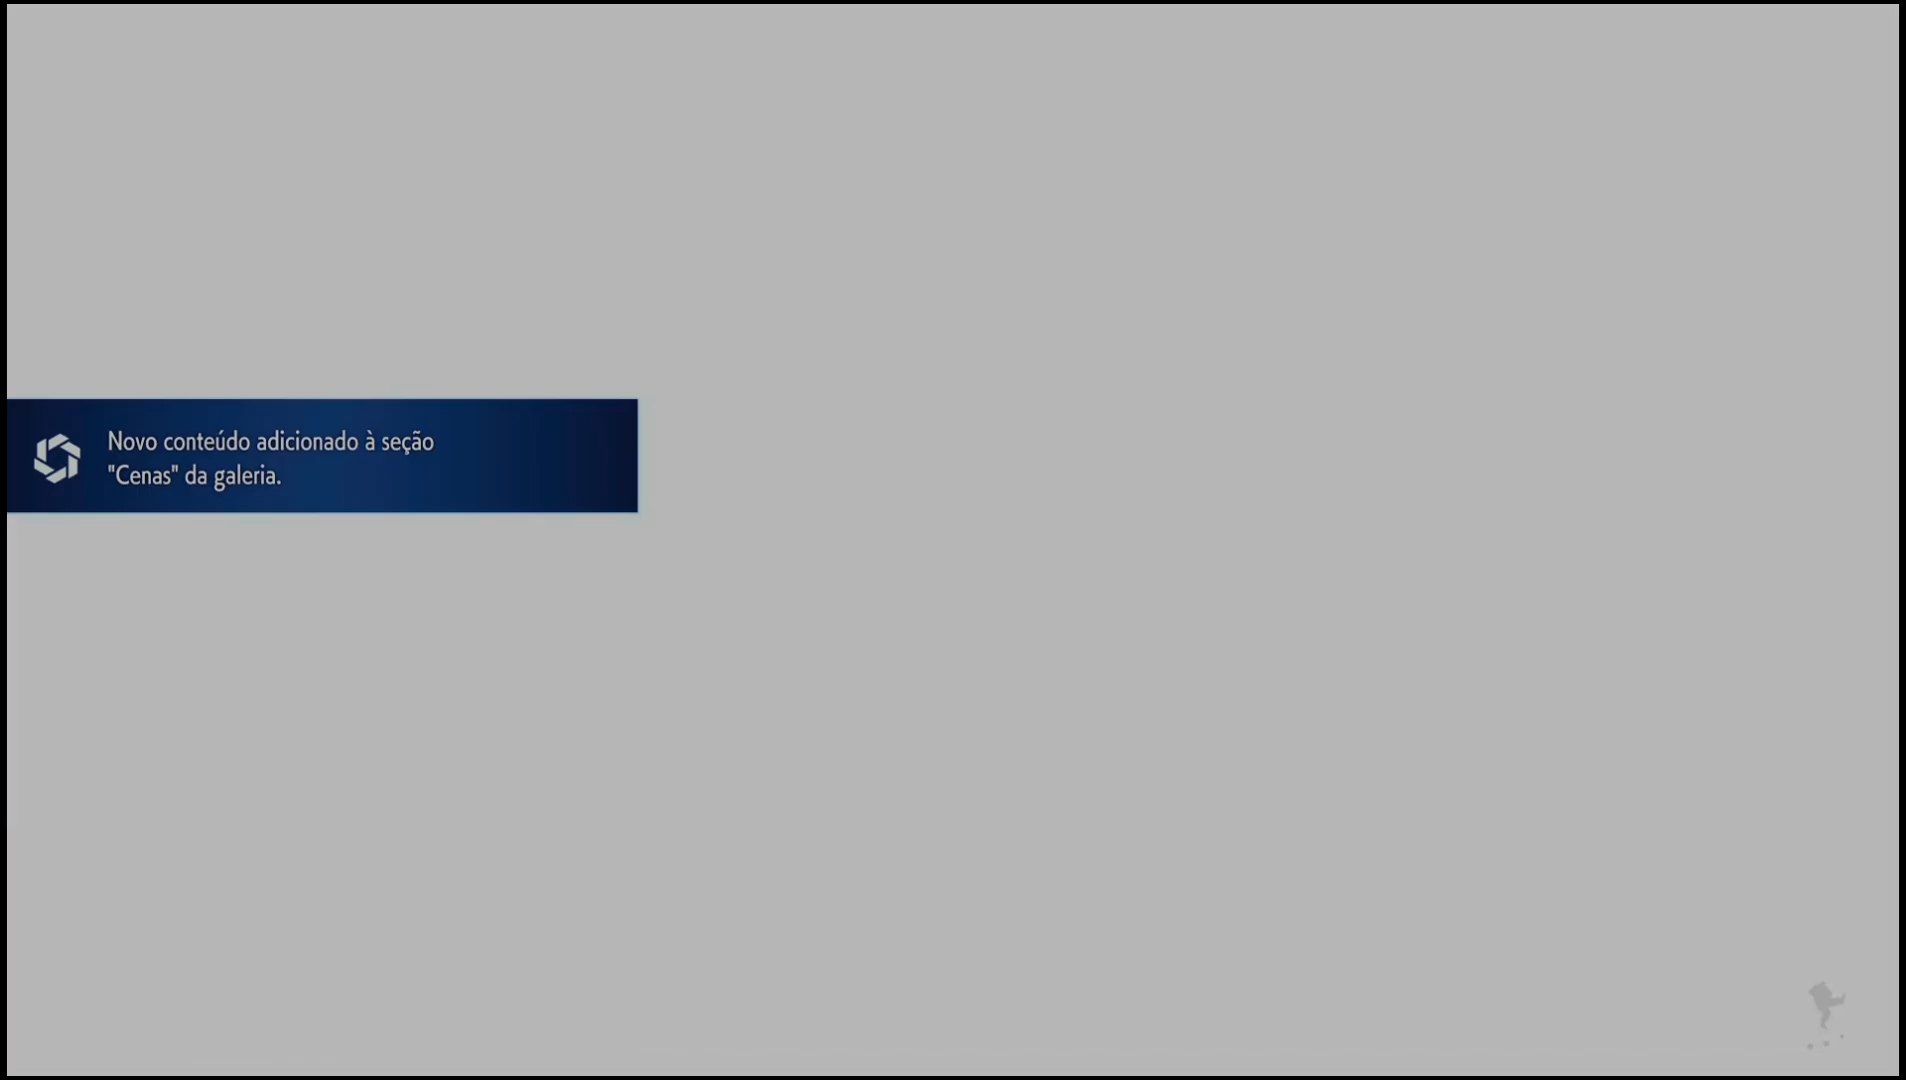 Novo conteúdo adicionado à seção
"Cenas" da galeria.